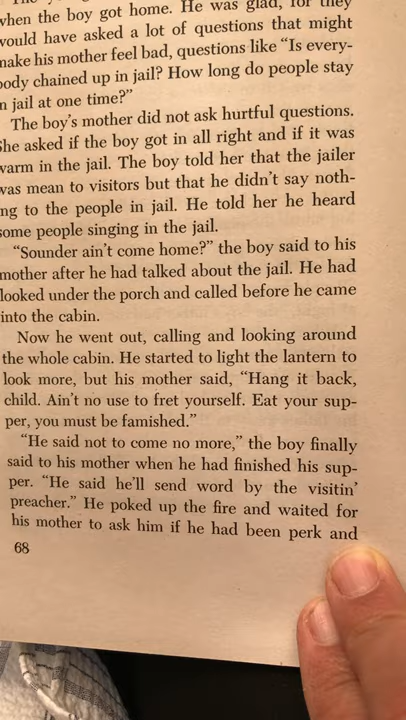 when the boy got home. He was glad, for they
would have asked a lot of questions that might
make his mother feel bad, questions like “Is every-
body chained up in jail? How long do people stay
in jail at one time?”
The boy’s mother did not ask hurtful questions.
She asked if the boy got in all right and if it was
warm in the jail. The boy told her that the jailer
was mean to visitors but that he didn’t say noth-
ing to the people in jail. He told her he heard
some people singing in the jail.
“Sounder ain’t come home?” the boy said to his
mother after he had talked about the jail. He had
looked under the porch and called before he came
into the cabin.
Now he went out, calling and looking around
the whole cabin. He started to light the lantern to
look more, but his mother said, “Hang it back,
child. Ain’t no use to fret yourself. Eat your sup-
per, you must be famished.”
“He said not to come no more,” the boy finally
said to his mother when he had finished his sup-
per. “He said he’ll send word by the visitin’
preacher.” He poked up the fire and waited for
his mother to ask him if he had been perk and
68